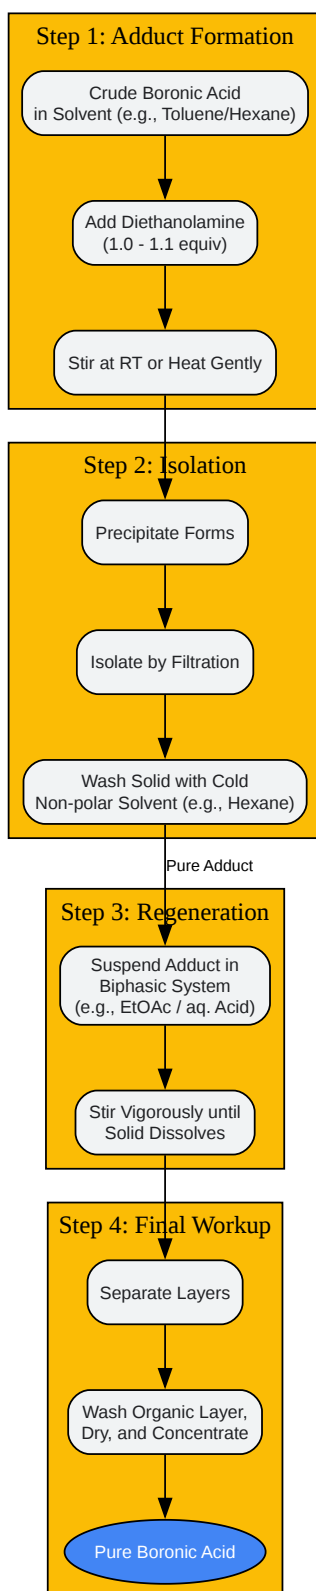 Step 1: Adduct Formation
Crude Boronic Acid
in Solvent (e.g., Toluene/Hexane)
Add Diethanolamine
(1.0 - 1.1 equiv)
Stir at RT or Heat Gently
Step 2: Isolation
Precipitate Forms
Isolate by Filtration
Wash Solid with Cold
Non-polar Solvent (e.g., Hexane)
Pure Adduct
Step 3: Regeneration
Suspend Adduct in
Biphasic System
(e.g., EtOAc / aq. Acid)
Stir Vigorously until
Solid Dissolves
Step 4: Final Workup
Separate Layers
Wash Organic Layer,
Dry, and Concentrate
Pure Boronic Acid